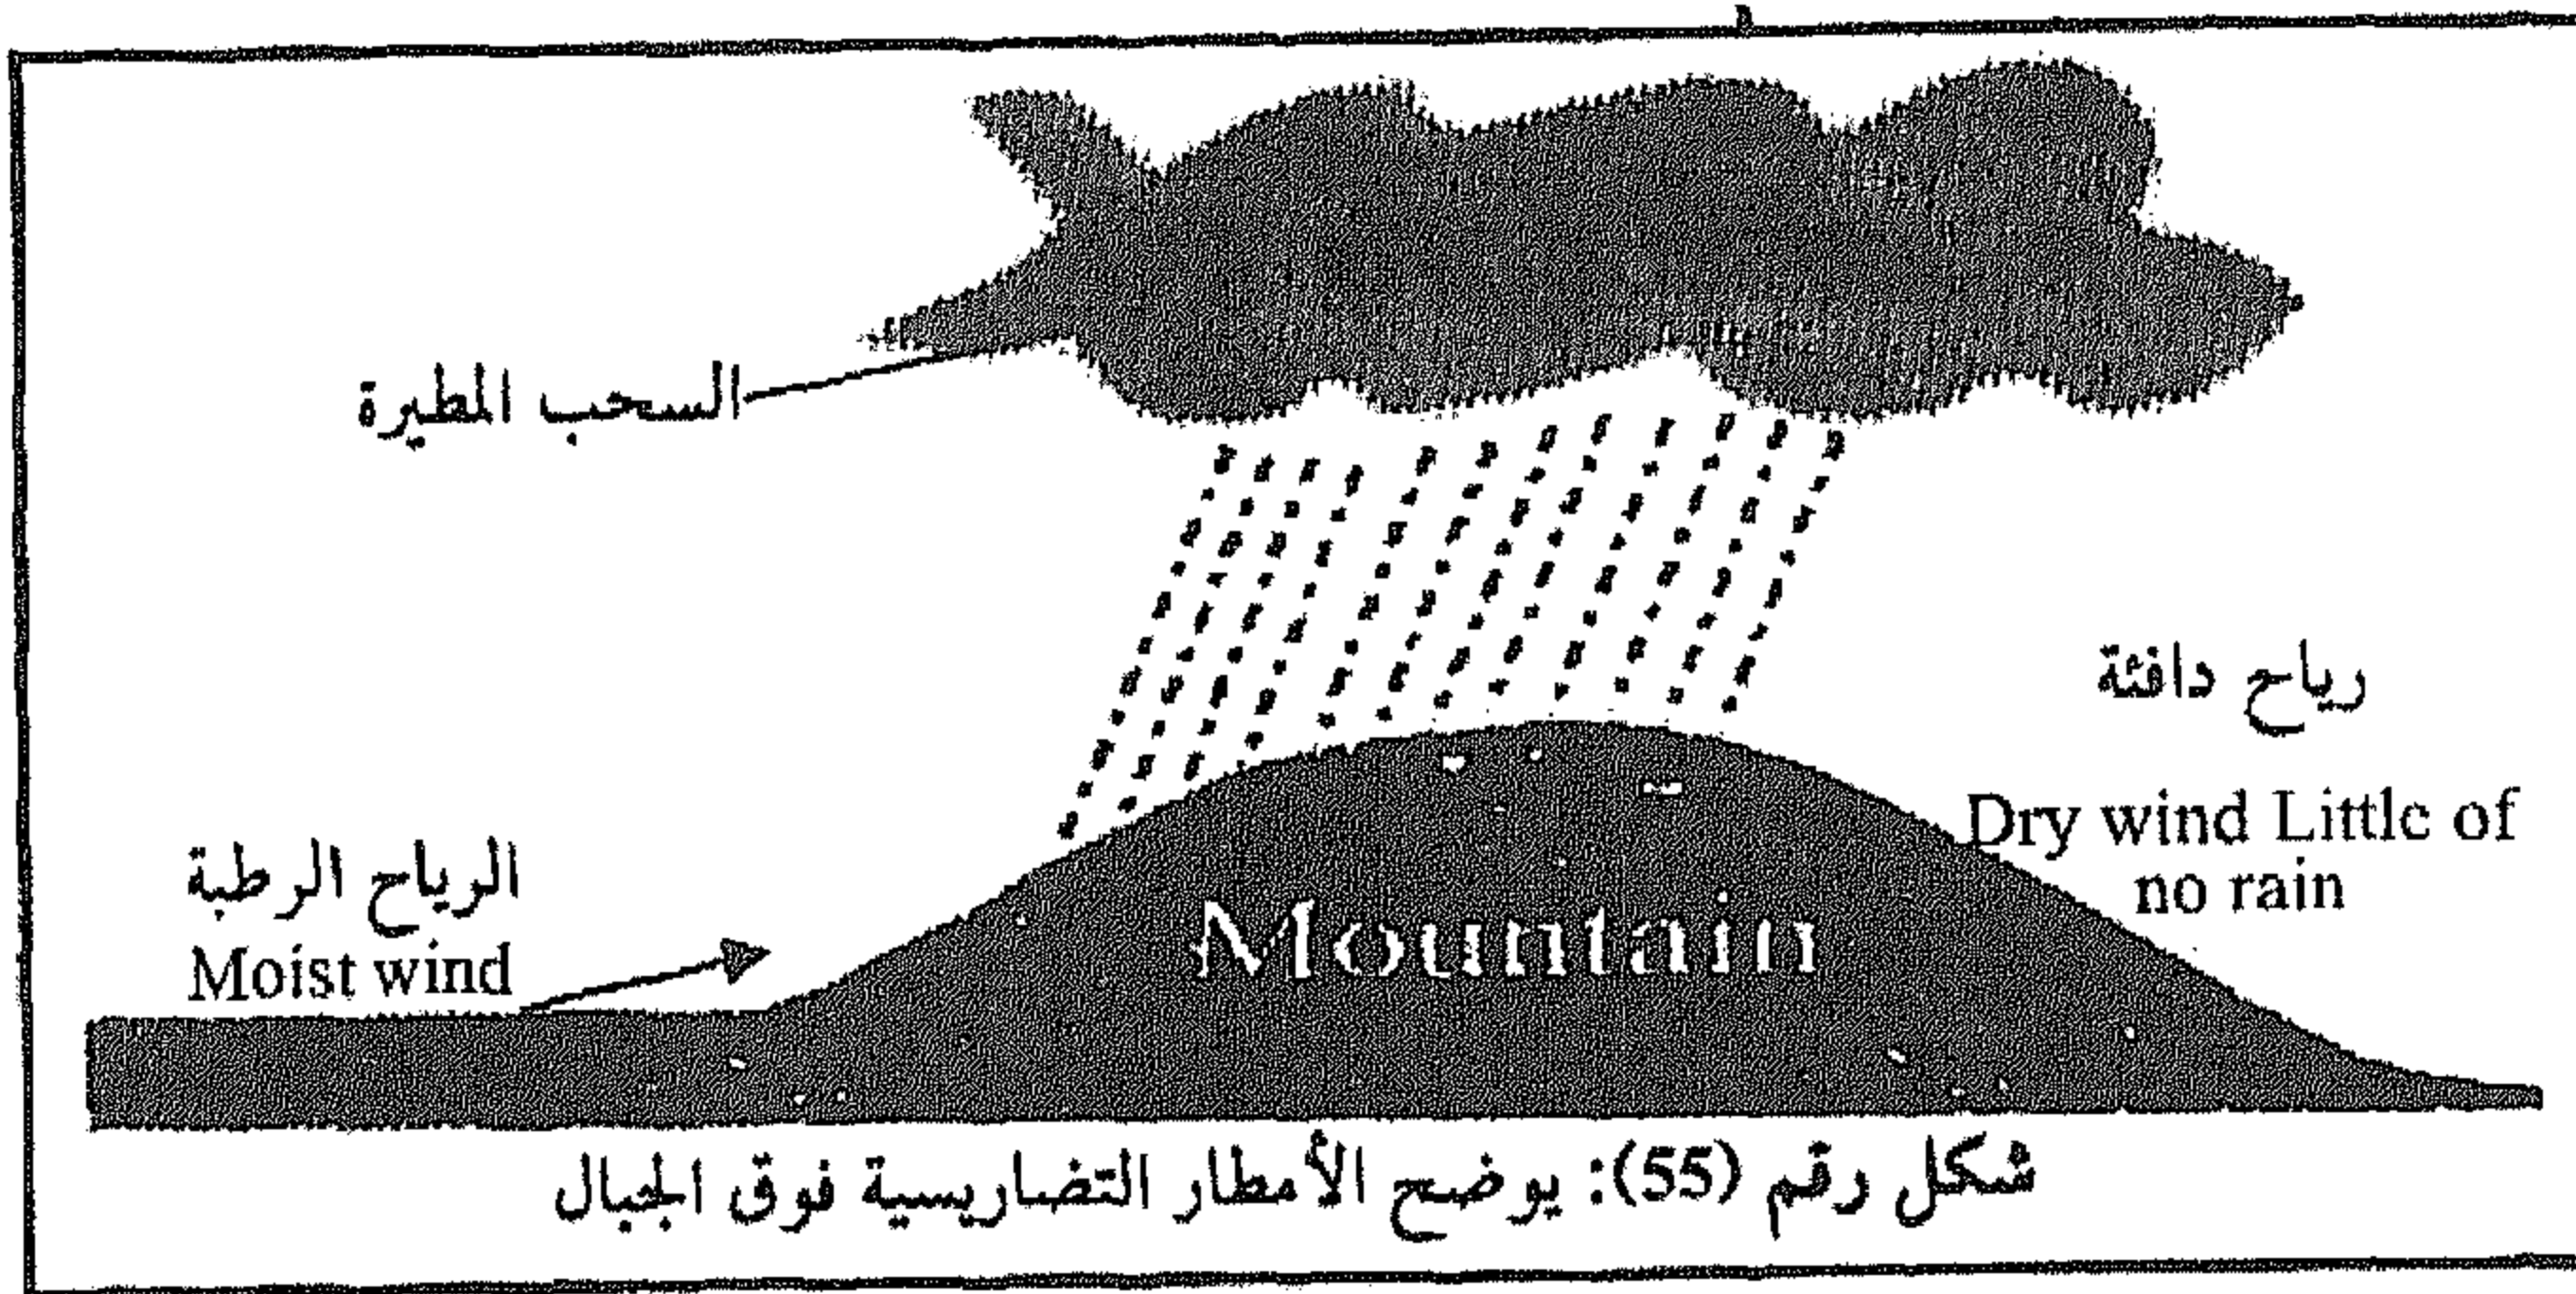 السحب المطيرة
رياح دافئة
Dry wind Little of
no rain
الرياح الرطبة
Moist wind
Mountain
شكل رقم (55): يوضح الأمطار التضاريسية فوق الجبال